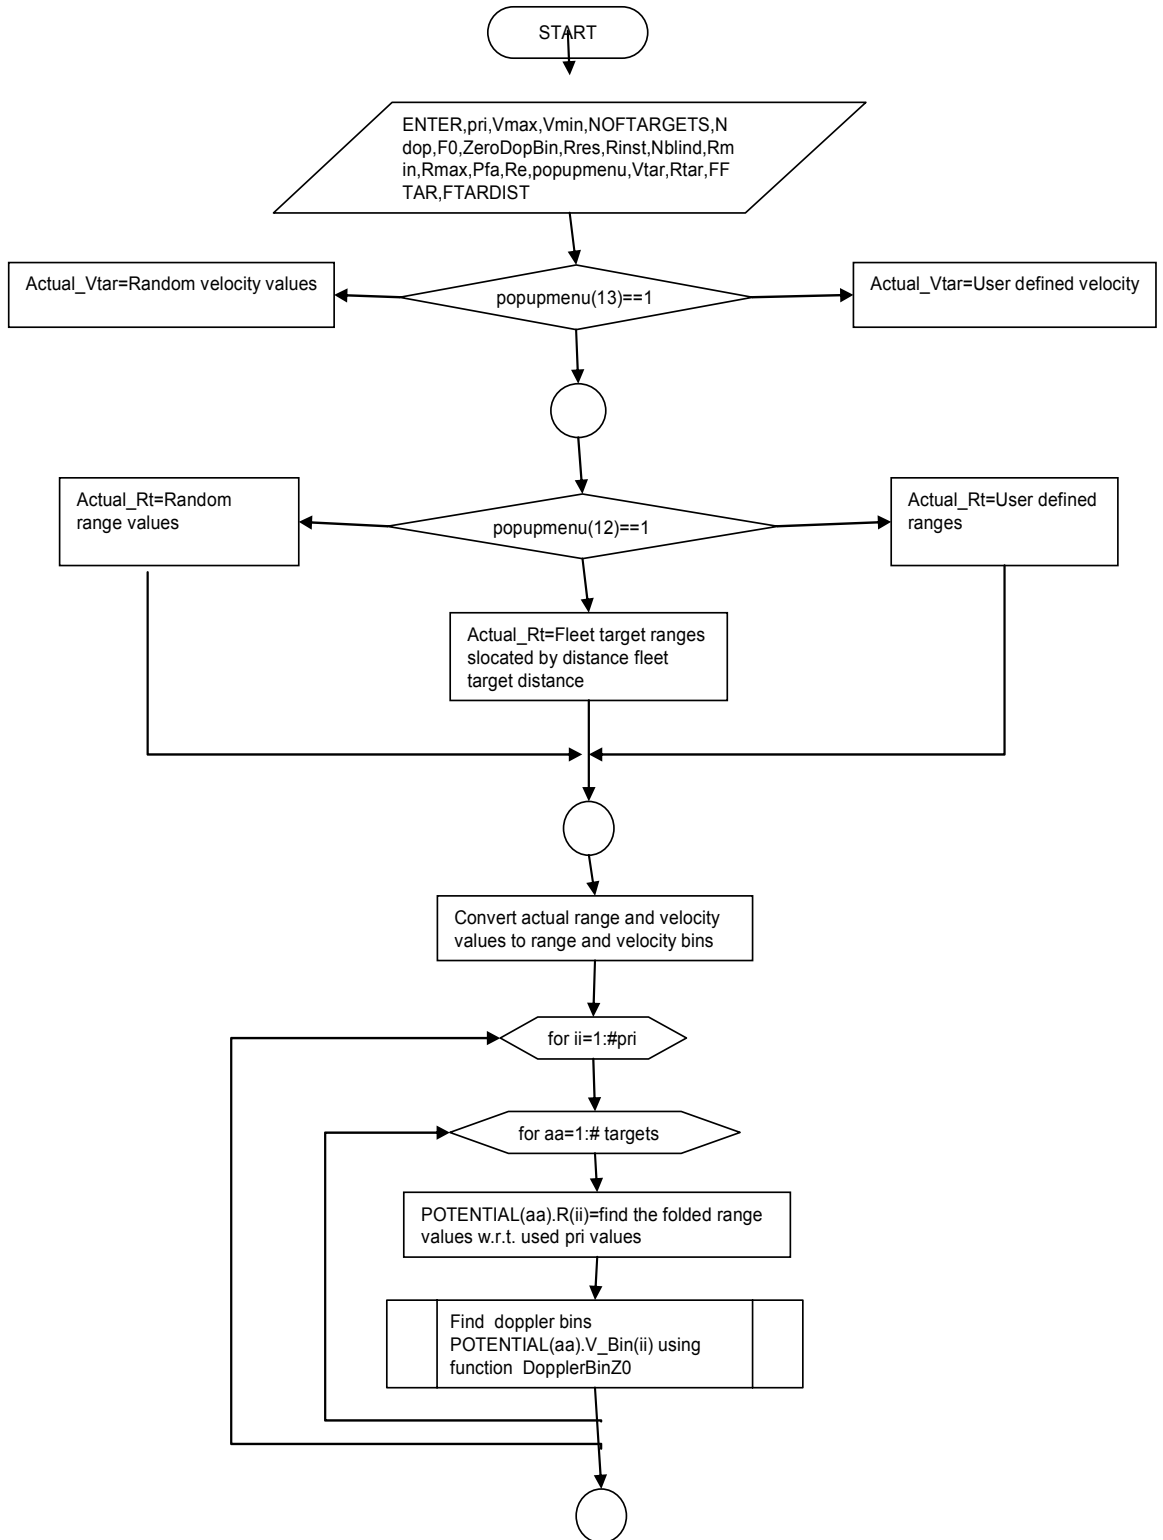 START
ENTER,pri,Vmax,Vmin,NOFTARGETS,N
dop,F0,ZeroDopBin,Rres,Rinst,Nblind,Rm
in,Rmax,Pfa,Re,popupmenu,Vtar,Rtar,FF
TAR,FTARDIST
Actual_Vtar=Random velocity values
popupmenu(13)==1
Actual_Vtar=User defined velocity
Actual_Rt=Random
range values
popupmenu(12)==1
Actual_Rt=User defined
ranges
Actual_Rt=Fleet target ranges
slocated by distance fleet
target distance
Convert actual range and velocity
values to range and velocity bins
for ii=1:#pri
for aa=1:# targets
POTENTIAL(aa).R(ii)=find the folded range
values w.r.t. used pri values
Find doppler bins
POTENTIAL(aa).V_Bin(ii) using
function DopplerBinZ0